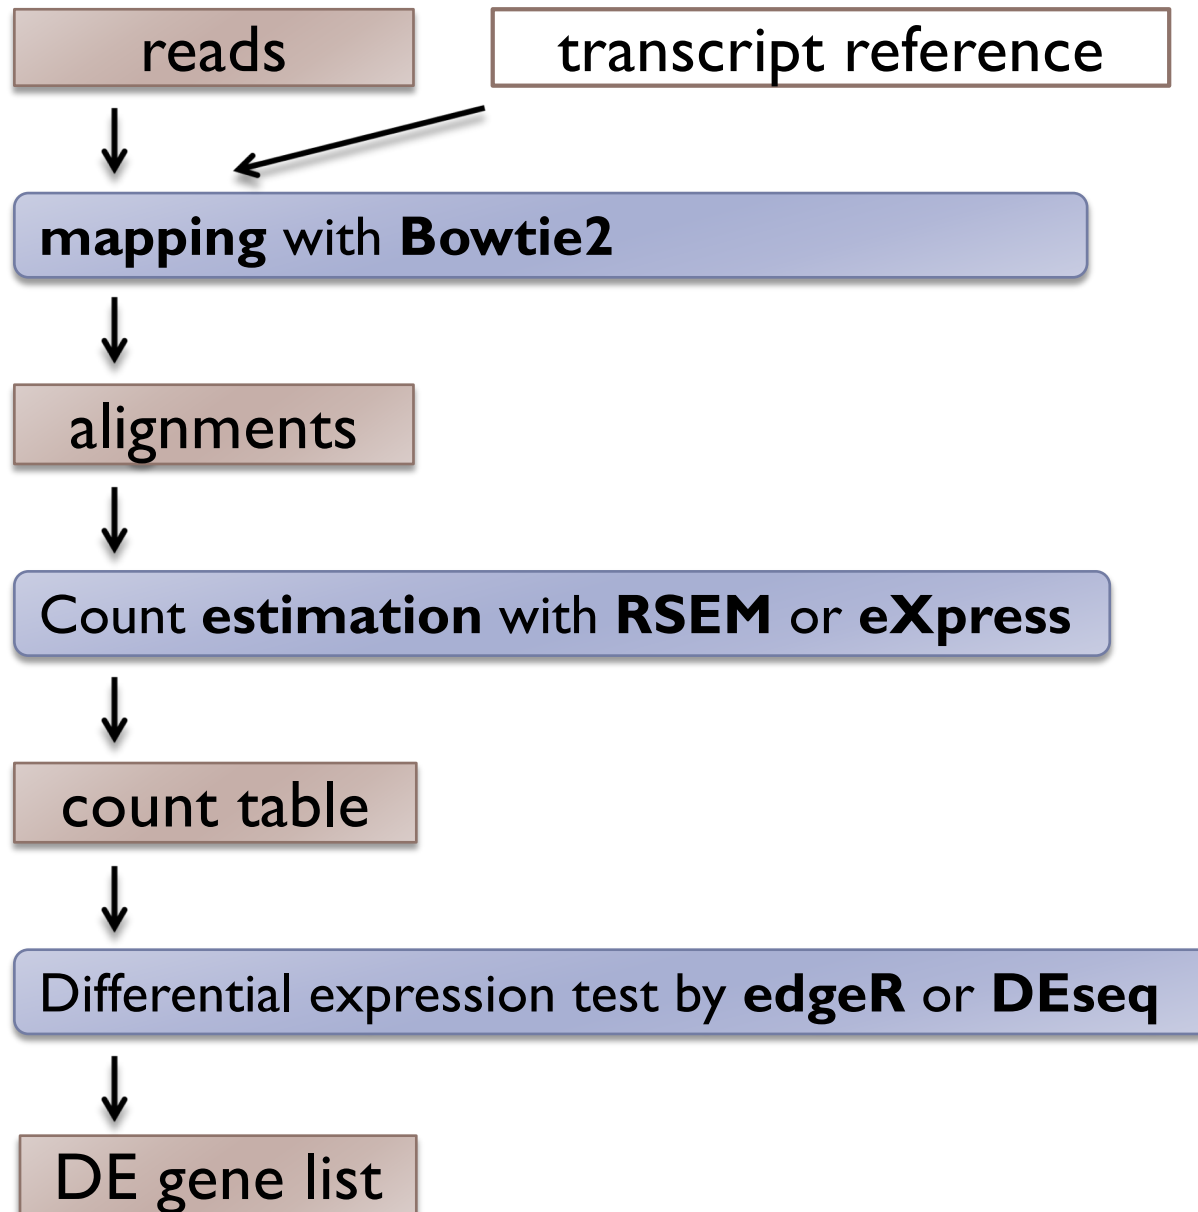 reads
transcript reference
mapping with Bowtie2
alignments
Count estimation with RSEM or eXpress
count table
Differential expression test by edgeR or DEseq
DE gene list